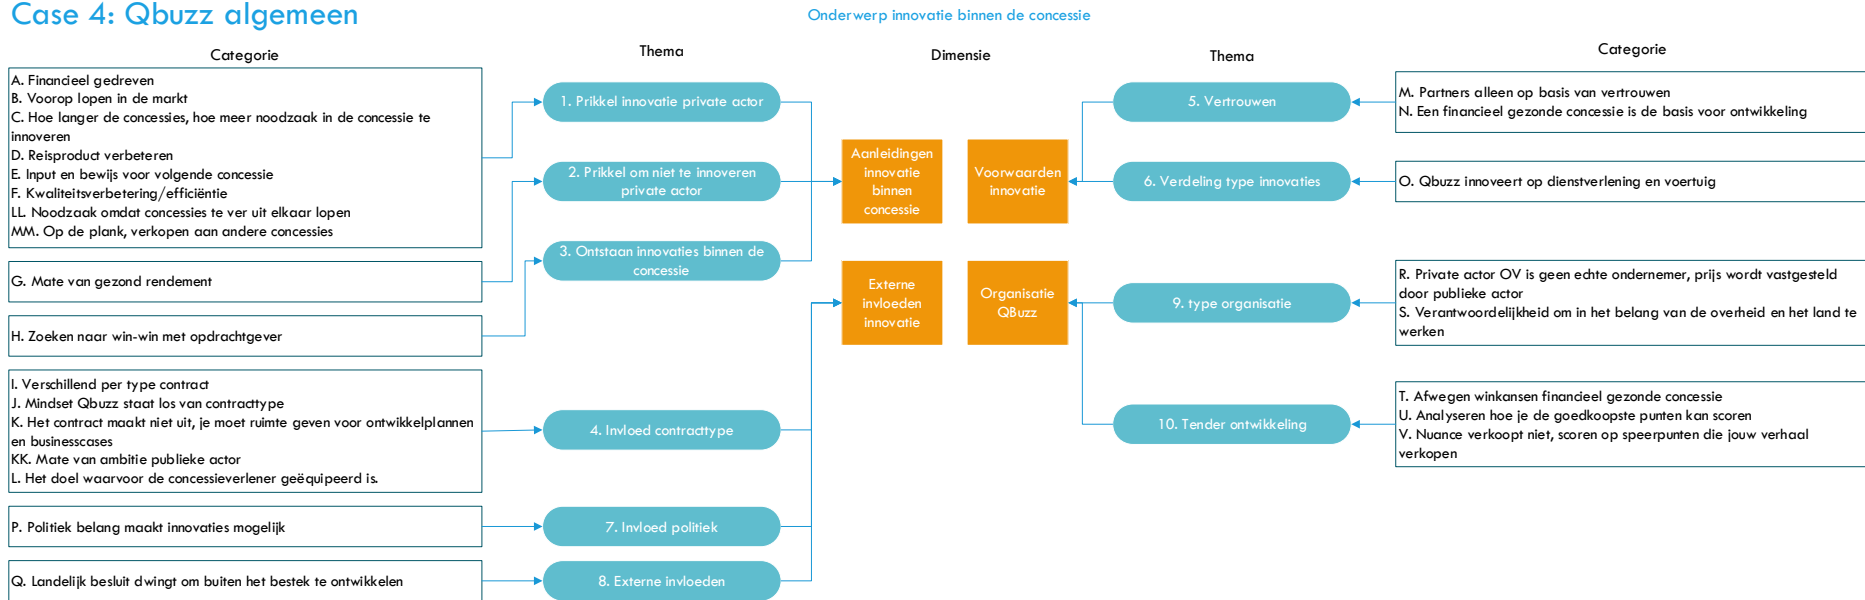 Case 4: Qbuzz algemeen
Onderwerp innovatie binnen de concessie
Categorie
Thema
Dimensie
Thema
Categorie
A. Financieel gedreven
B. Voorop lopen in de markt
C. Hoe langer de concessies, hoe meer noodzaak in de concessie te
innoveren
D. Reisproduct verbeteren
E. Input en bewijs voor volgende concessie
F. Kwaliteitsverbetering/efficiëntie
LL. Noodzaak omdat concessies te ver uit elkaar lopen
MM. Op de plank, verkopen aan andere concessies
G. Mate van gezond rendement
H. Zoeken naar win-win met opdrachtgever
I. Verschillend per type contract
J. Mindset Qbuzz staat los van contracttype
K. Het contract maakt niet uit, je moet ruimte geven voor ontwikkelplannen
en businesscases
KK. Mate van ambitie publieke actor
L. Het doel waarvoor de concessieverlener geëquipeerd is.
P. Politiek belang maakt innovaties mogelijk
Q. Landelijk besluit dwingt om buiten het bestek te ontwikkelen
1. Prikkel innovatie private actor
2. Prikkel om niet te innoveren
private actor
3. Ontstaan innovaties binnen de
concessie
4. Invloed contracttype
7. Invloed politiek
8. Externe invloeden
Aanleidingen
innovatie
binnen
concessie
Voorwaarden
innovatie
Externe
invloeden
innovatie
Organisatie
QBuzz
5. Vertrouwen
6. Verdeling type innovaties
9. type organisatie
10. Tender ontwikkeling
M. Partners alleen op basis van vertrouwen
N. Een financieel gezonde concessie is de basis voor ontwikkeling
O. Qbuzz innoveert op dienstverlening en voertuig
R. Private actor OV is geen echte ondernemer, prijs wordt vastgesteld
door publieke actor
S. Verantwoordelijkheid om in het belang van de overheid en het land te
werken
T. Afwegen winkansen financieel gezonde concessie
U. Analyseren hoe je de goedkoopste punten kan scoren
V. Nuance verkoopt niet, scoren op speerpunten die jouw verhaal
verkopen